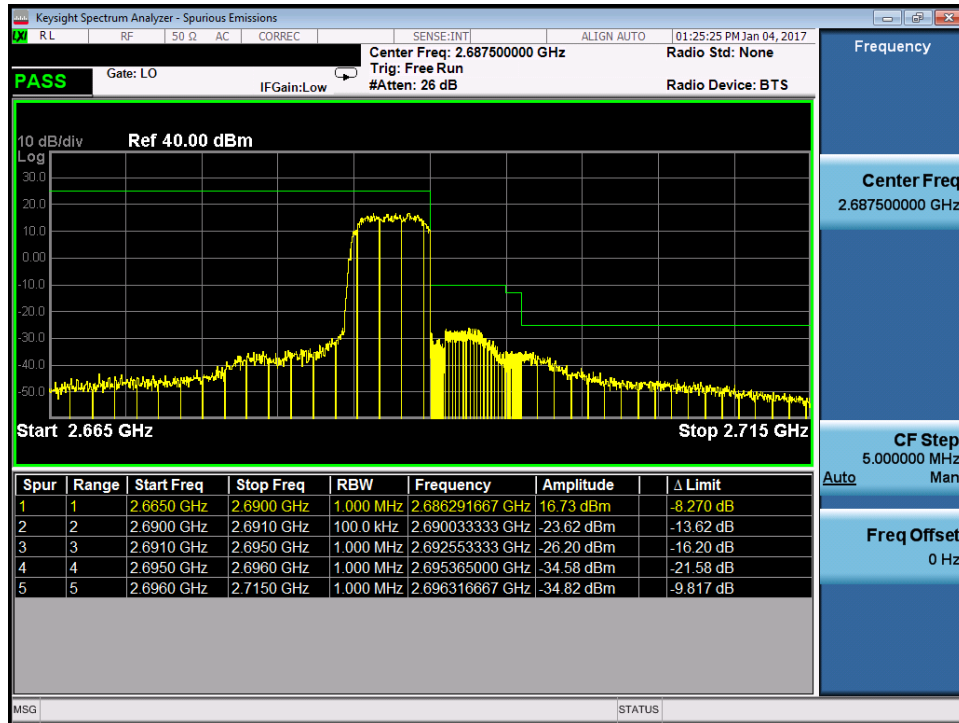 Keysight Spectrum Analyzer - Spurious Emissions
LXI RL RF 50 Ω AC CORREC SENSE:INT ALIGN AUTO 01:25:25 PM Jan 04, 2017
Center Freq: 2.687500000 GHz Radio Std: None
Gate: LO Trig: Free Run
PASS IFGain:Low #Atten: 26 dB Radio Device: BTS
10 dB/div Ref 40.00 dBm
Log
30.0
20.0
10.0
0.00
-10.0
-20.0
-30.0
-40.0
-50.0
Start 2.665 GHz Stop 2.715 GHz
Spur Range Start Freq Stop Freq RBW Frequency Amplitude Δ Limit
1 1 2.6650 GHz 2.6900 GHz 1.000 MHz 2.686291667 GHz 16.73 dBm -8.270 dB
2 2 2.6900 GHz 2.6910 GHz 100.0 kHz 2.690033333 GHz -23.62 dBm -13.62 dB
3 3 2.6910 GHz 2.6950 GHz 1.000 MHz 2.692553333 GHz -26.20 dBm -16.20 dB
4 4 2.6950 GHz 2.6960 GHz 1.000 MHz 2.695365000 GHz -34.58 dBm -21.58 dB
5 5 2.6960 GHz 2.7150 GHz 1.000 MHz 2.696316667 GHz -34.82 dBm -9.817 dB
MSG STATUS
Frequency
Center Freq
2.687500000 GHz
CF Step
5.000000 MHz
Auto Man
Freq Offset
0 Hz